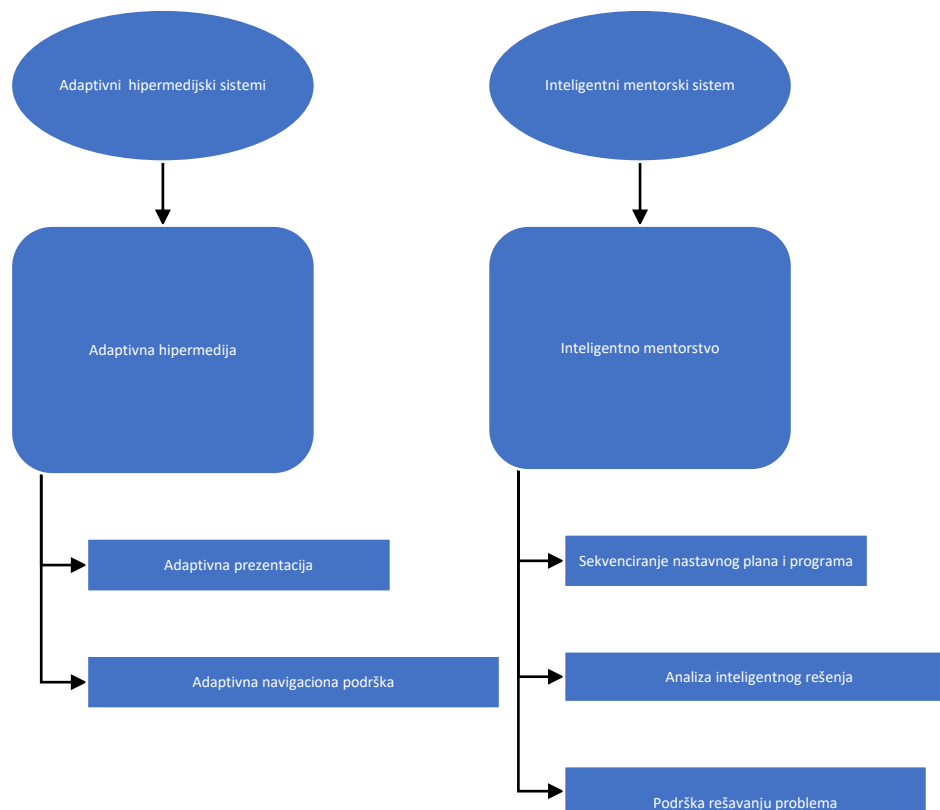 Adaptivni  hipermedijski sistemi
Inteligentni mentorski sistem
Adaptivna hipermedija
Inteligentno mentorstvo
Adaptivna prezentacija
Sekvenciranje nastavnog plana i programa
Adaptivna navigaciona podrška
Analiza inteligentnog rešenja
Podrška rešavanju problema